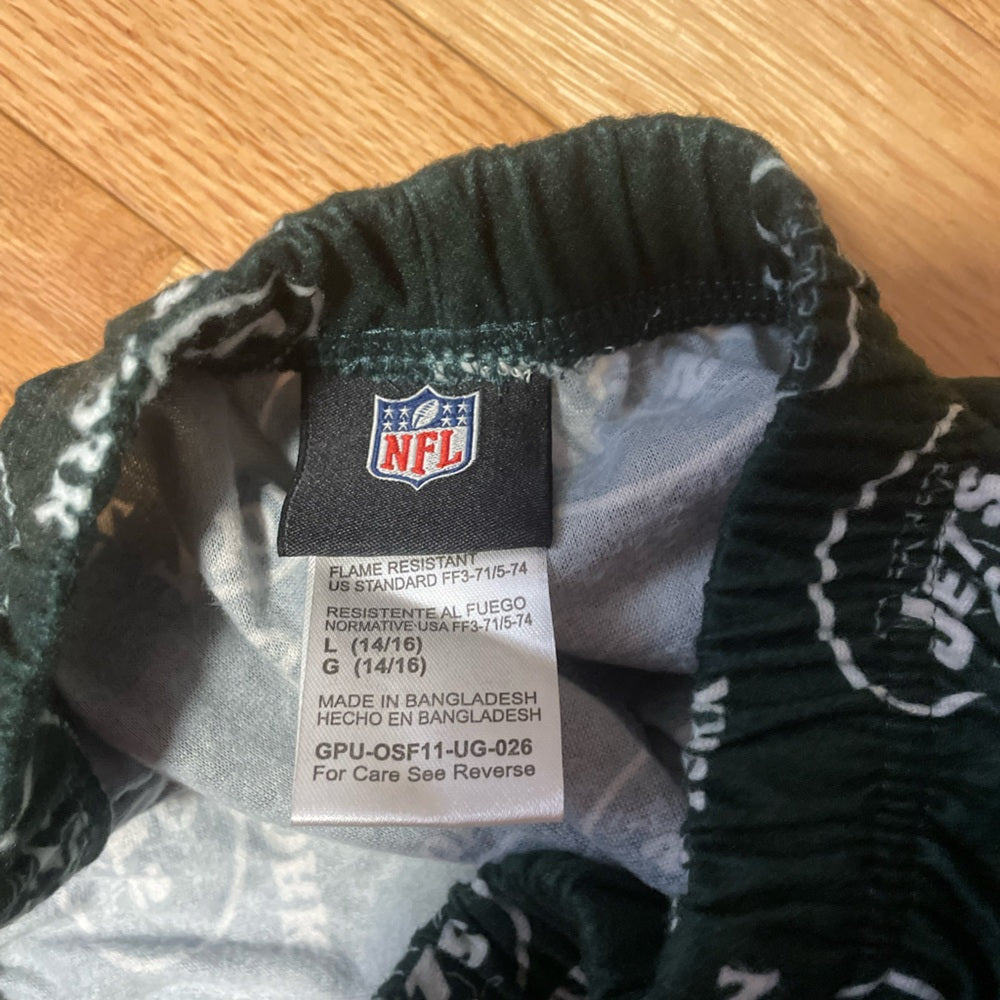 NFL
FLAME RESISTANT
US STANDARD FF3-71/5-74
RESISTENTE AL FUEGO
NORMATIVE USA FF3-71/5-74
L (14/16)
G (14/16)
MADE IN BANGLADESH
HECHO EN BANGLADESH
GPU-OSF11-UG-026
For Care See Reverse
JETS